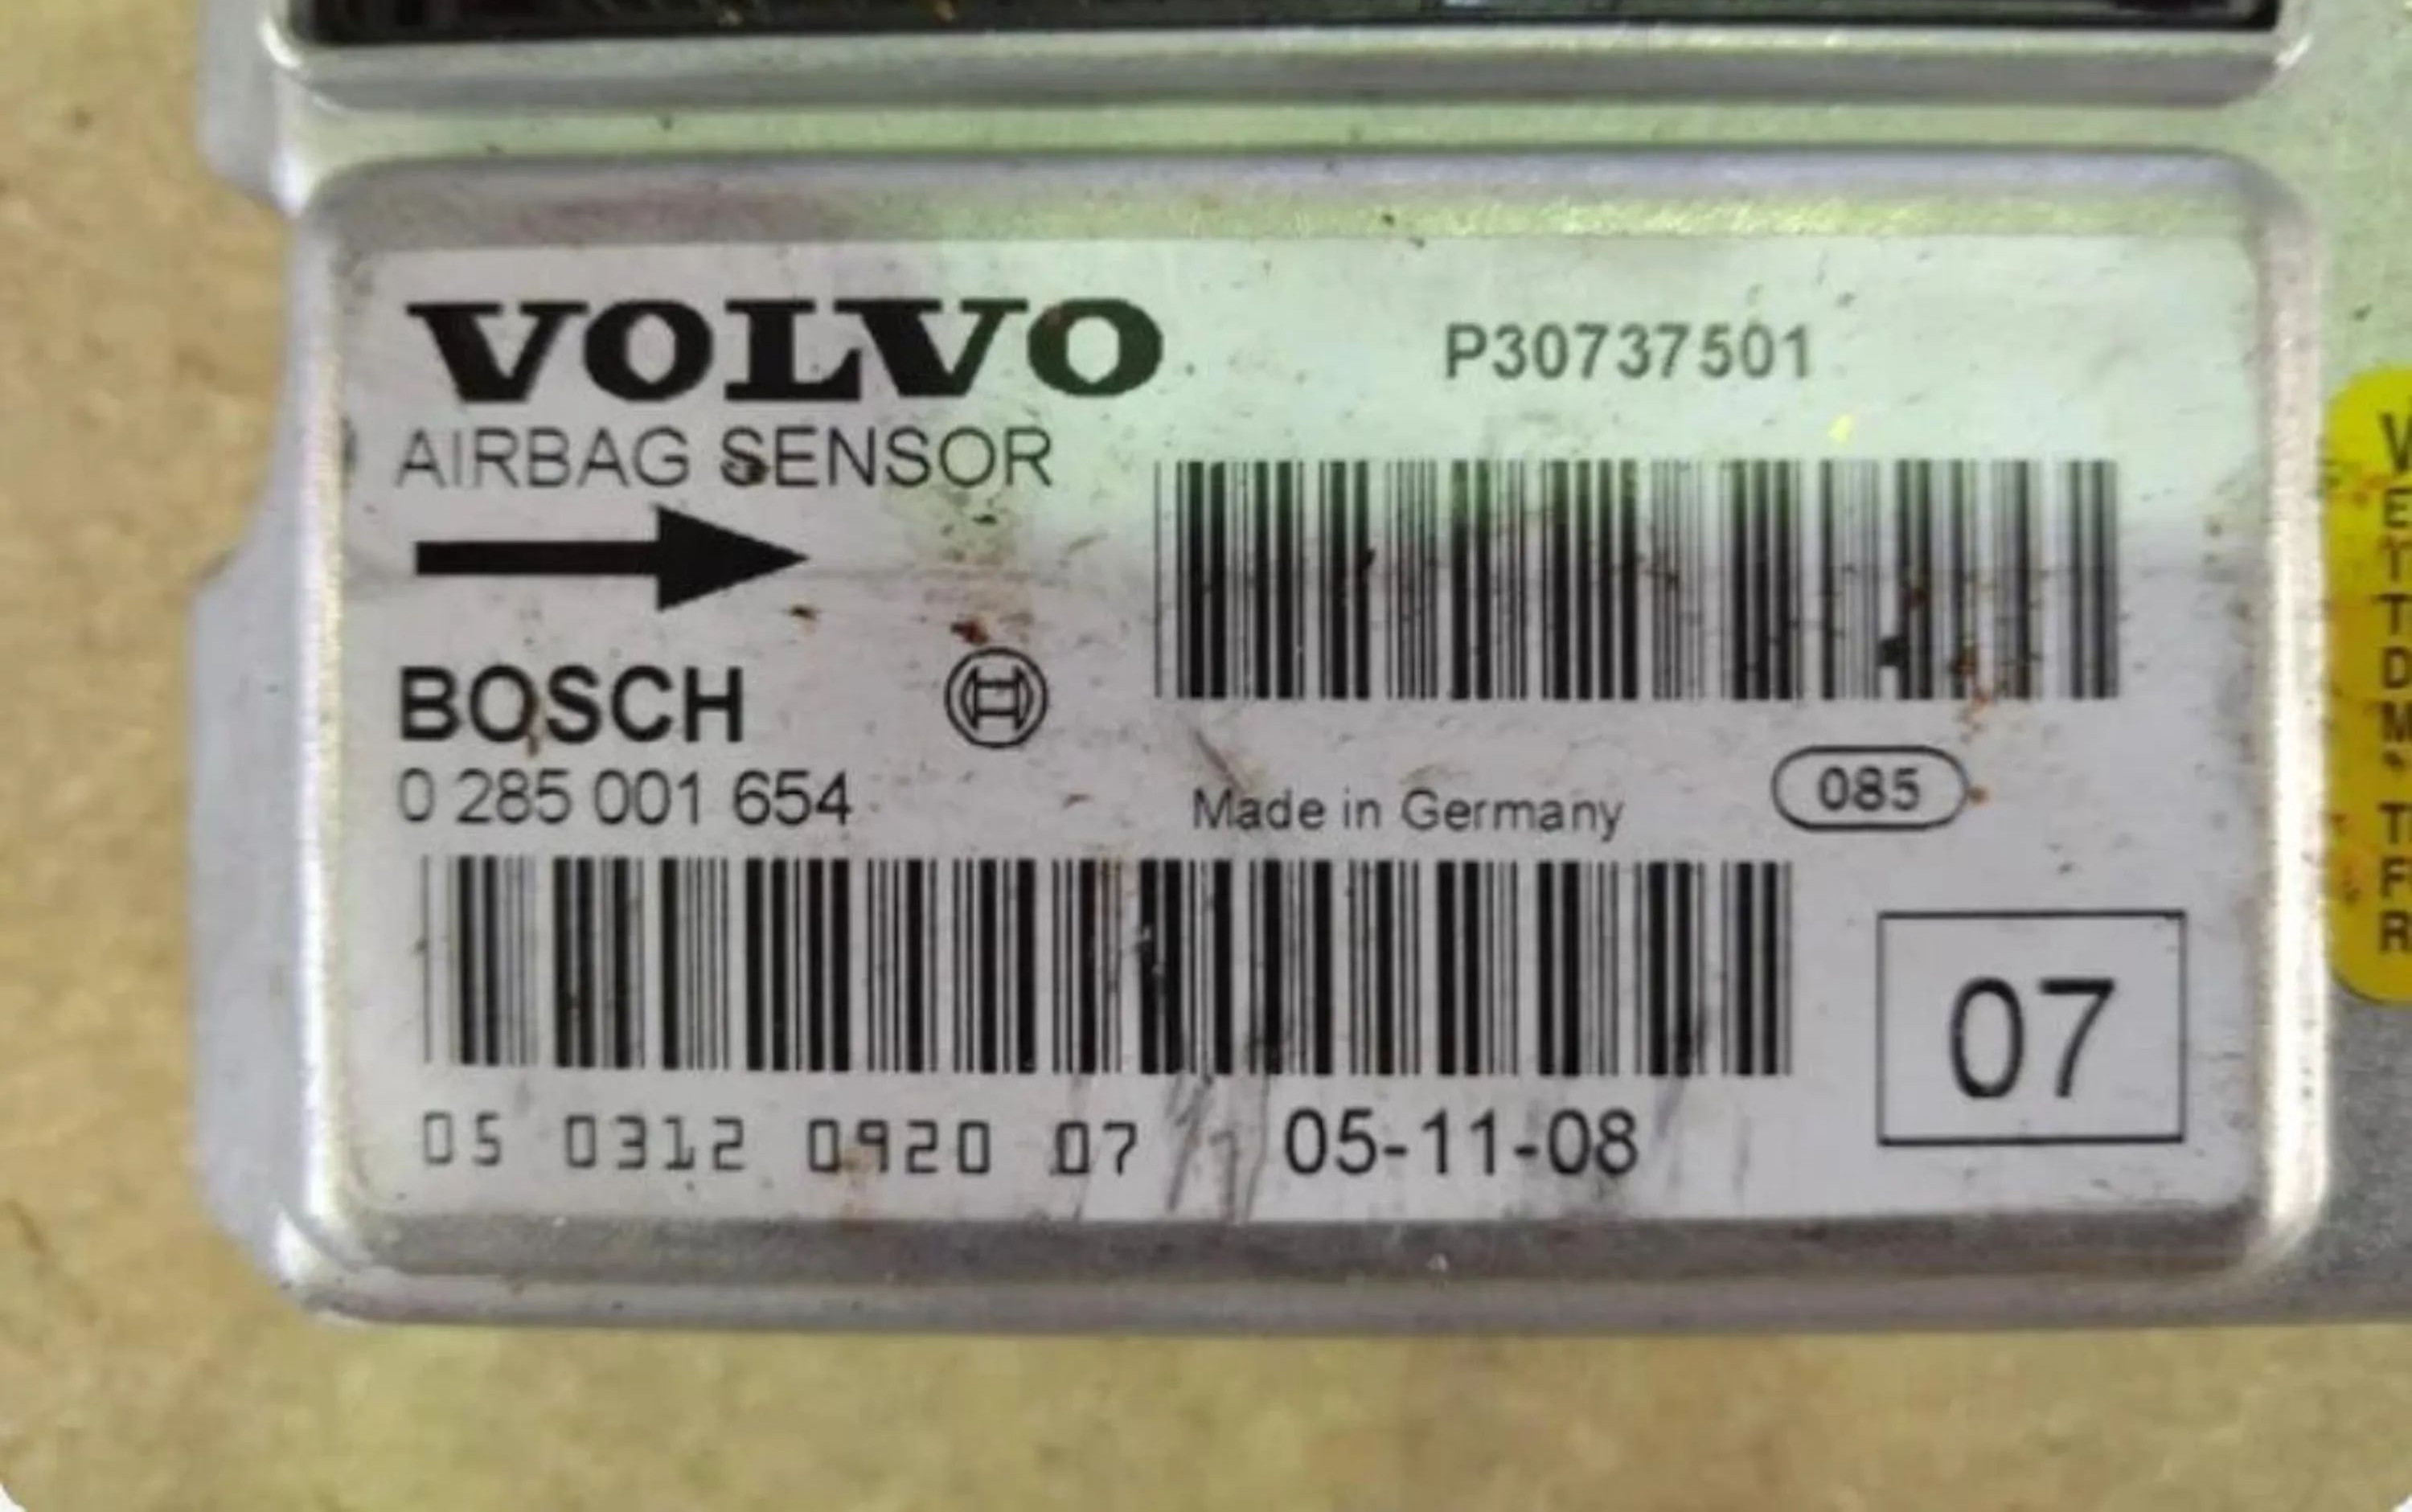 VOLVO
P30737501
AIRBAG SENSOR
BOSCH
0 285 001 654
Made in Germany
085
07
05 0312 0920 07
05-11-08